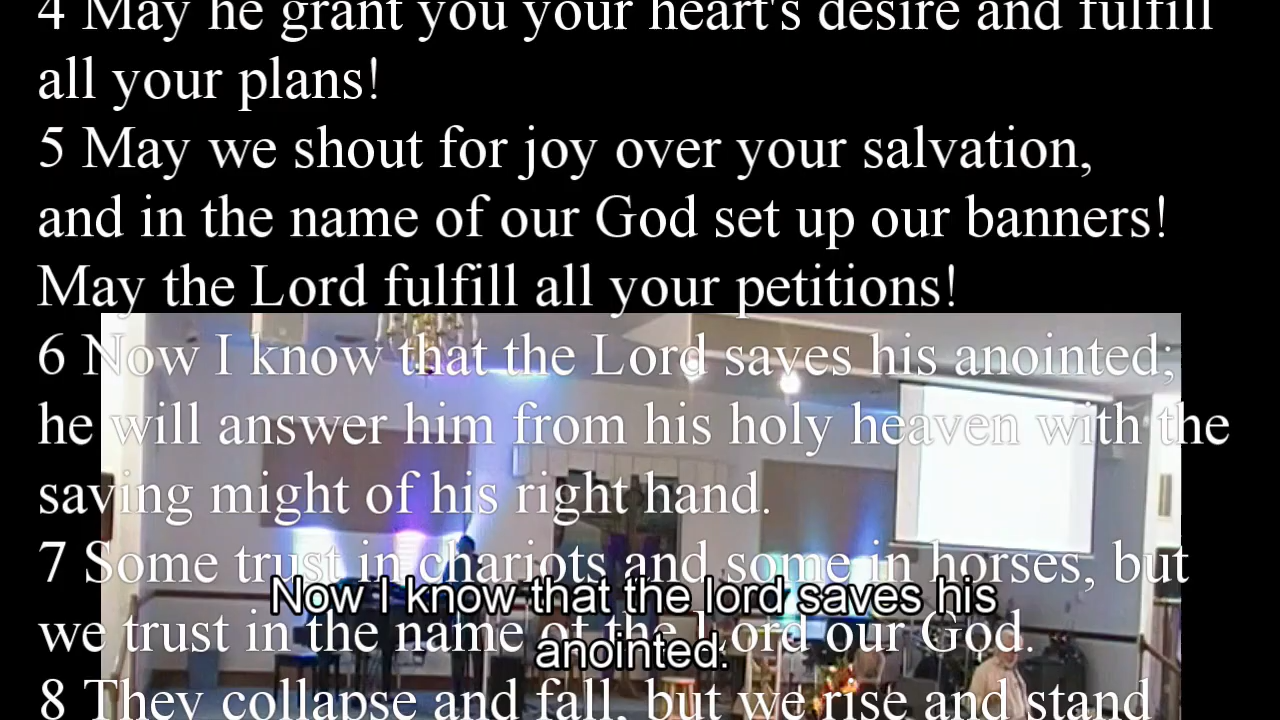 4 May he grant you your heart's desire and fulfill
all your plans!
5 May we shout for joy over your salvation,
and in the name of our God set up our banners!
May the Lord fulfill all your petitions!
6 Now I know that the Lord saves his anointed;
he will answer him from his holy heaven with the
saving might of his right hand.
7 Some trust in chariots and some in horses, but
we trust in the name of the Lord our God.
8 They collapse and fall, but we rise and stand
Now I know that the lord saves his
anointed.